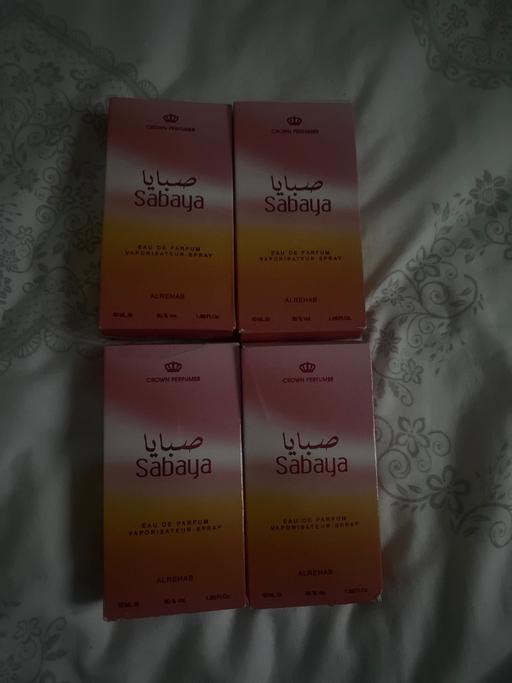 CROWN PERFUMES
صبايا
Sabaya
EAU DE PARFUM
VAPORISATEUR-SPRAY
ALREHAB
CROWN PERFUMES
صبايا
Sabaya
EAU DE PARFUM
VAPORISATEUR-SPRAY
ALREHAB
CROWN PERFUMES
صبايا
Sabaya
EAU DE PARFUM
VAPORISATEUR-SPRAY
ALREHAB
CROWN PERFUMES
صبايا
Sabaya
EAU DE PARFUM
VAPORISATEUR-SPRAY
ALREHAB